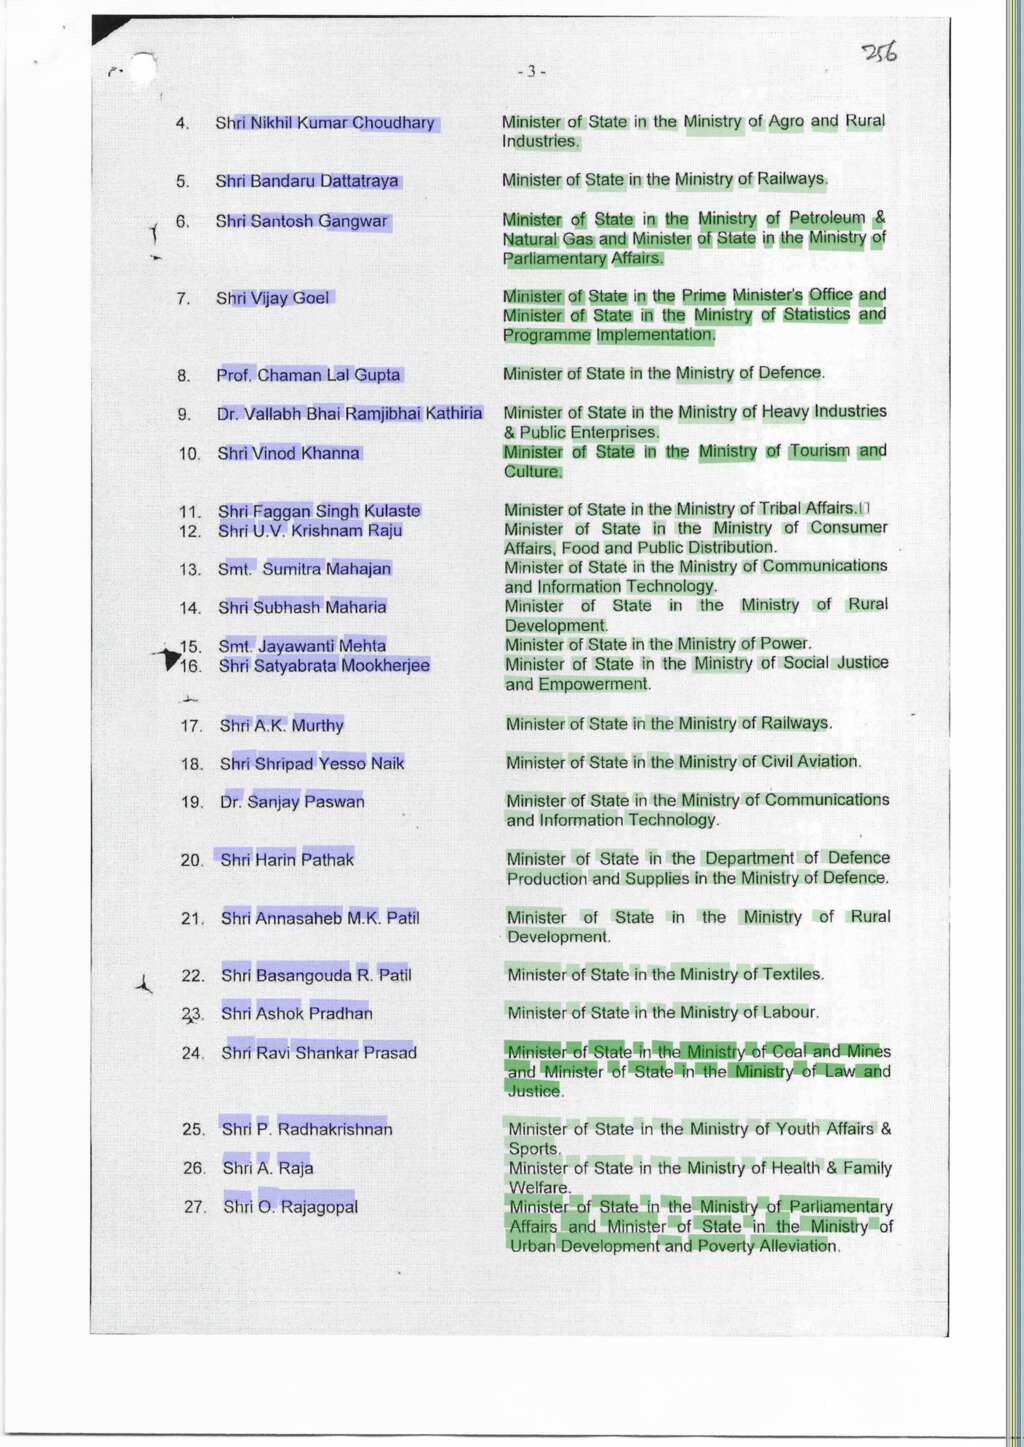 256
- 3 -
4. Shri Nikhil Kumar Choudhary Minister of State in the Ministry of Agro and Rural
Industries.
5. Shri Bandaru Dattatraya Minister of State in the Ministry of Railways.
6. Shri Santosh Gangwar Minister of State in the Ministry of Petroleum &
Natural Gas and Minister of State in the Ministry of
Parliamentary Affairs.
7. Shri Vijay Goel Minister of State in the Prime Minister's Office and
Minister of State in the Ministry of Statistics and
Programme Implementation.
8. Prof. Chaman Lal Gupta Minister of State in the Ministry of Defence.
9. Dr. Vallabh Bhai Ramjibhai Kathiria Minister of State in the Ministry of Heavy Industries
& Public Enterprises.
10. Shri Vinod Khanna Minister of State in the Ministry of Tourism and
Culture.
11. Shri Faggan Singh Kulaste Minister of State in the Ministry of Tribal Affairs.
12. Shri U.V. Krishnam Raju Minister of State in the Ministry of Consumer
Affairs, Food and Public Distribution.
13. Smt. Sumitra Mahajan Minister of State in the Ministry of Communications
and Information Technology.
14. Shri Subhash Maharia Minister of State in the Ministry of Rural
Development.
15. Smt. Jayawanti Mehta Minister of State in the Ministry of Power.
16. Shri Satyabrata Mookherjee Minister of State in the Ministry of Social Justice
and Empowerment.
17. Shri A.K. Murthy Minister of State in the Ministry of Railways.
18. Shri Shripad Yesso Naik Minister of State in the Ministry of Civil Aviation.
19. Dr. Sanjay Paswan Minister of State in the Ministry of Communications
and Information Technology.
20. Shri Harin Pathak Minister of State in the Department of Defence
Production and Supplies in the Ministry of Defence.
21. Shri Annasaheb M.K. Patil Minister of State in the Ministry of Rural
Development.
22. Shri Basangouda R. Patil Minister of State in the Ministry of Textiles.
23. Shri Ashok Pradhan Minister of State in the Ministry of Labour.
24. Shri Ravi Shankar Prasad Minister of State in the Ministry of Coal and Mines
and Minister of State in the Ministry of Law and
Justice.
25. Shri P. Radhakrishnan Minister of State in the Ministry of Youth Affairs &
Sports.
26. Shri A. Raja Minister of State in the Ministry of Health & Family
Welfare.
27. Shri O. Rajagopal Minister of State in the Ministry of Parliamentary
Affairs and Minister of State in the Ministry of
Urban Development and Poverty Alleviation.